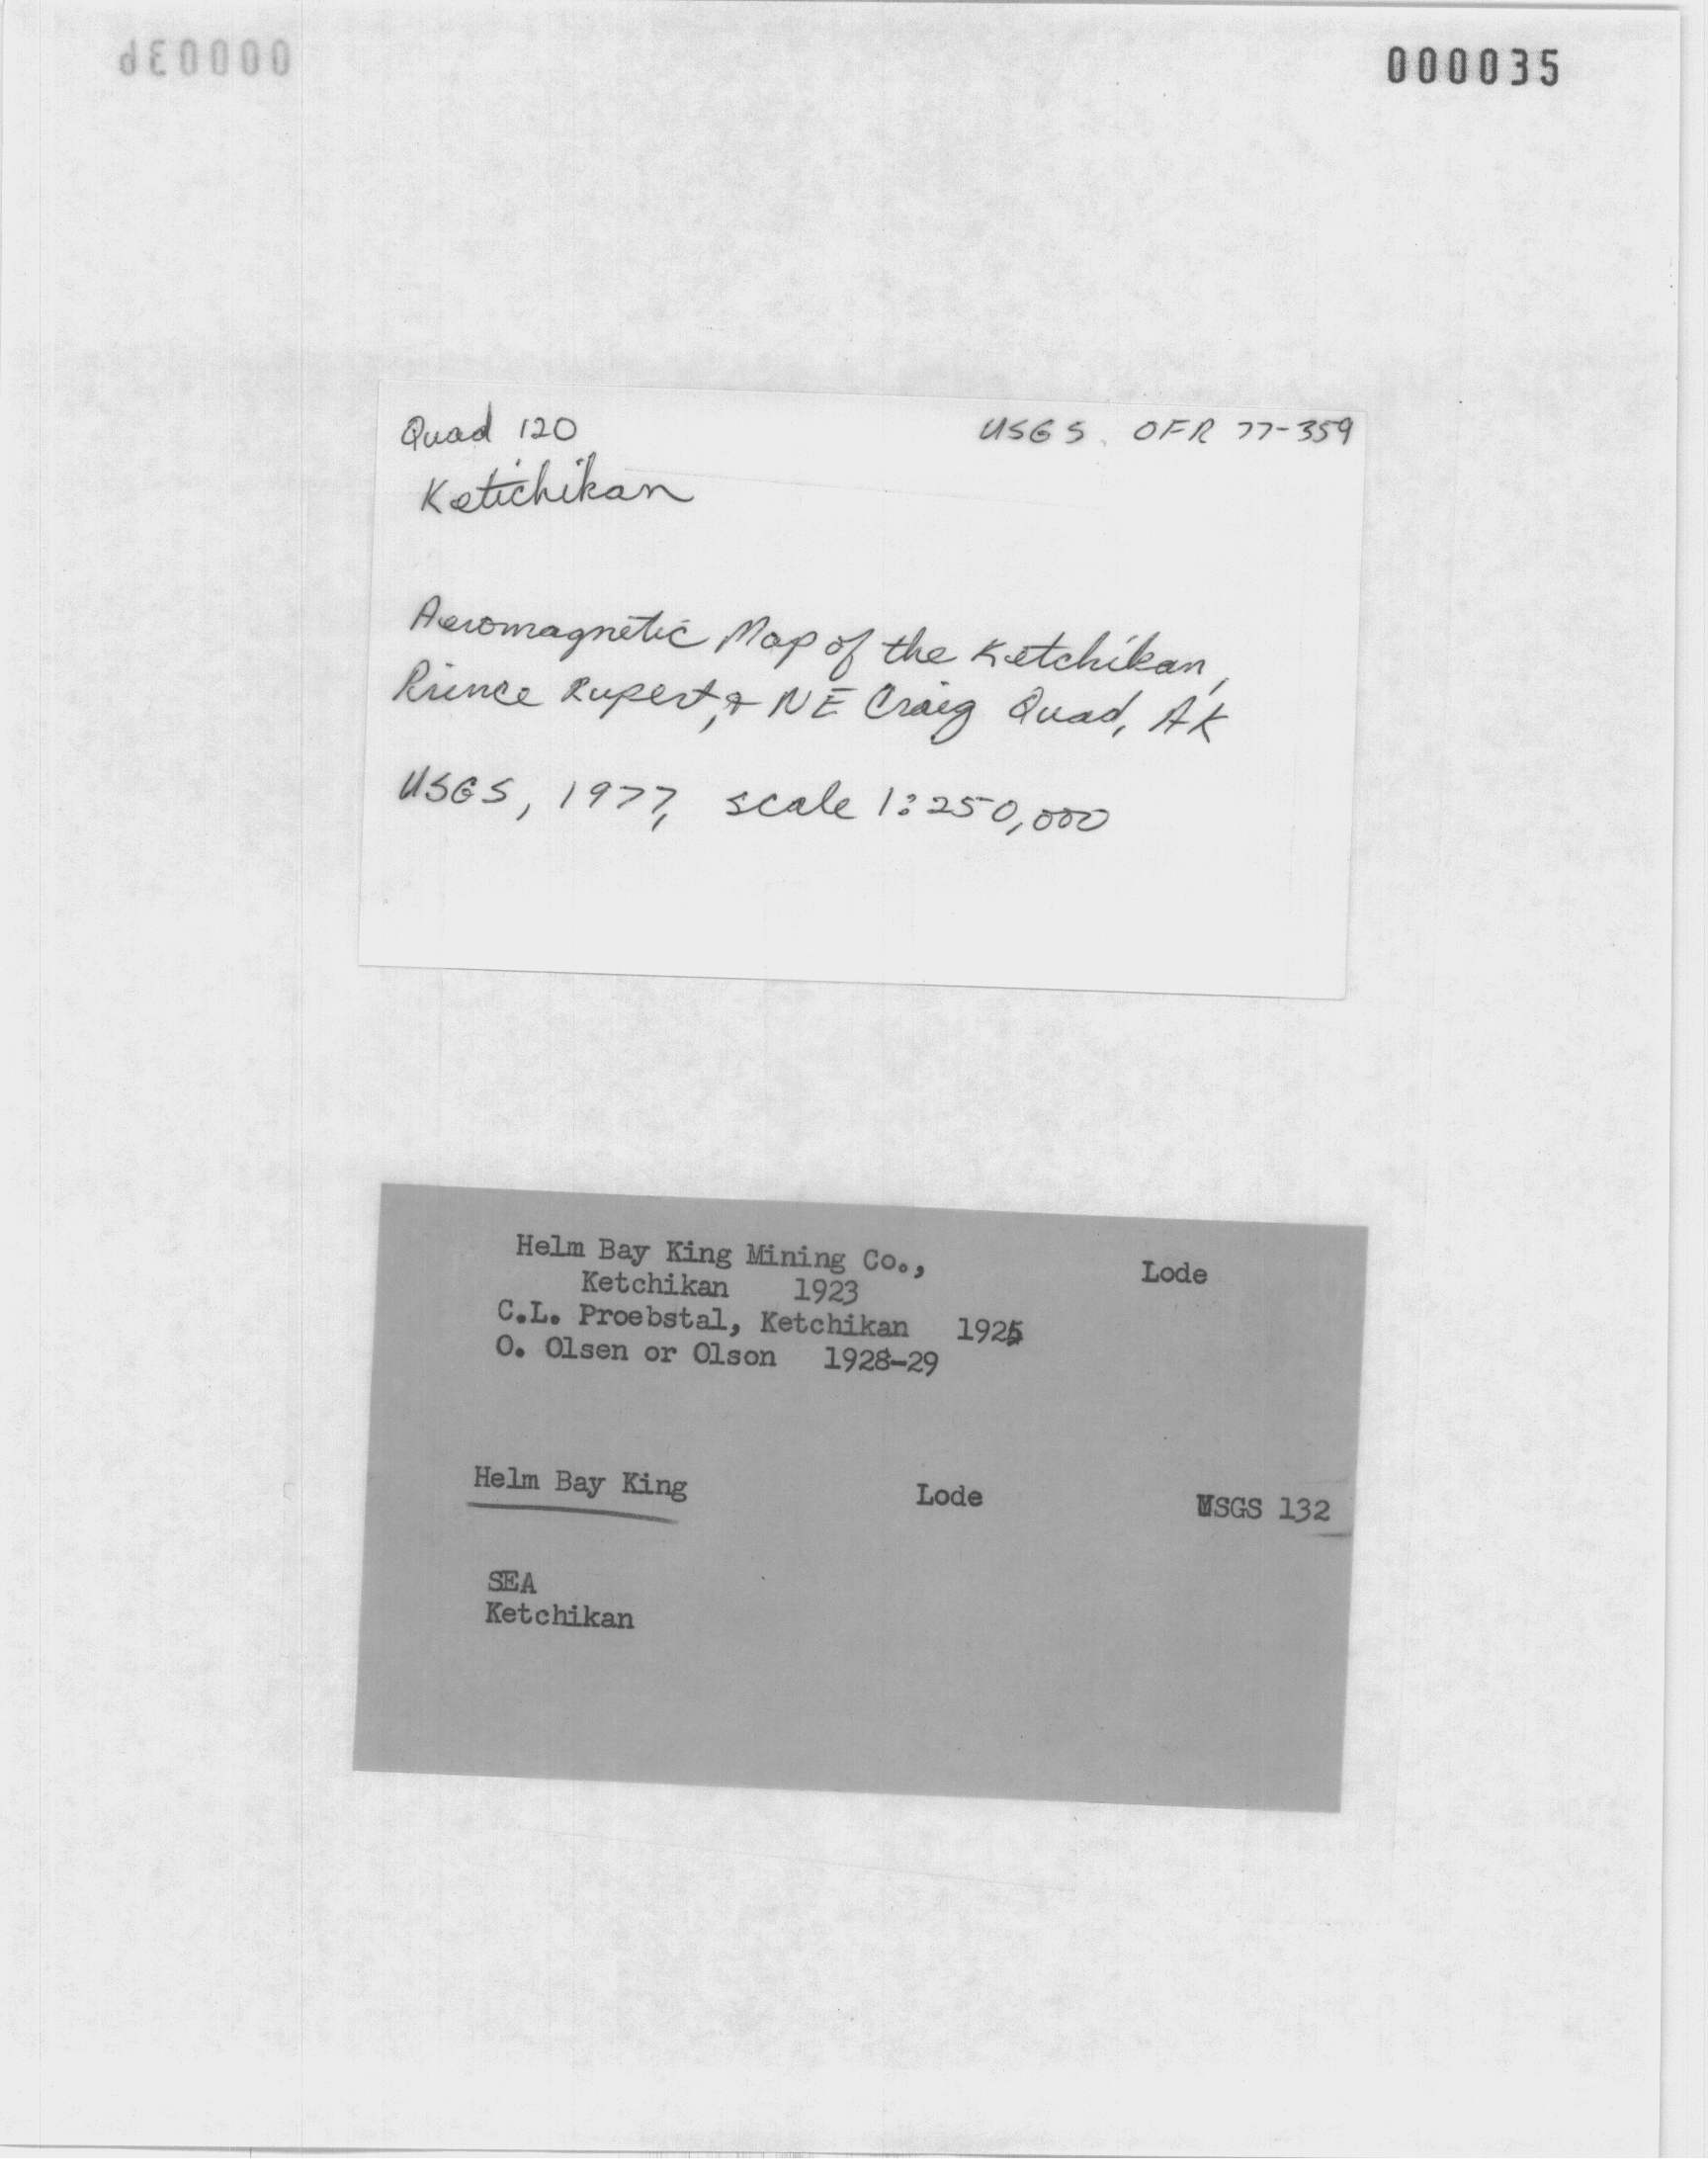 000036
000035
Quad 120
USGS OFR 77-359
Ketichikan
Aeromagnetic Map of the Ketchikan,
Prince Rupert, & NE Craig Quad, AK
USGS, 1977, scale 1:250,000
Helm Bay King Mining Co.,
Lode
Ketchikan 1923
C.L. Proebstal, Ketchikan 1925
O. Olsen or Olson 1928-29
Helm Bay King
Lode
USGS 132
SEA
Ketchikan